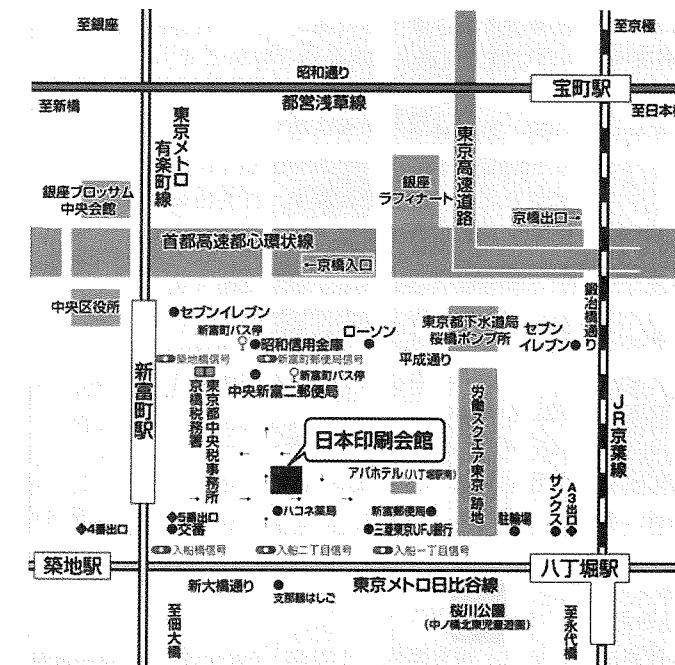 至銀座
至京極
昭和通り
宝町駅
至新橋
都営浅草線
至日本橋
東京メトロ
有楽町線
東京高速道路
銀座ブロッサム
中央会館
銀座
ラフィナート
京橋出口→
首都高速都心環状線
←京橋入口
鍛冶橋通り
中央区役所
セブンイレブン
新富町バス停
昭和信用金庫
ローソン
東京都下水道局
桜橋ポンプ所
セブン
イレブン
築地橋信号
新富町郵便局信号
平成通り
新富町バス停
中央新富二郵便局
新富町駅
東京都中央税事務所
京橋税務署
労働スクエア東京 跡地
JR京葉線
日本印刷会館
アパホテル(八丁堀駅南)
ハコネ薬局
新富郵便局
駐輪場
サンクス
A3出口
4番出口
5番出口
交番
三菱東京UFJ銀行
入船橋信号
入船二丁目信号
入船一丁目信号
築地駅
八丁堀駅
新大橋通り
東京メトロ日比谷線
支那麺はしご
至佃大橋
桜川公園
(中ノ橋北東児童遊園)
至永代橋